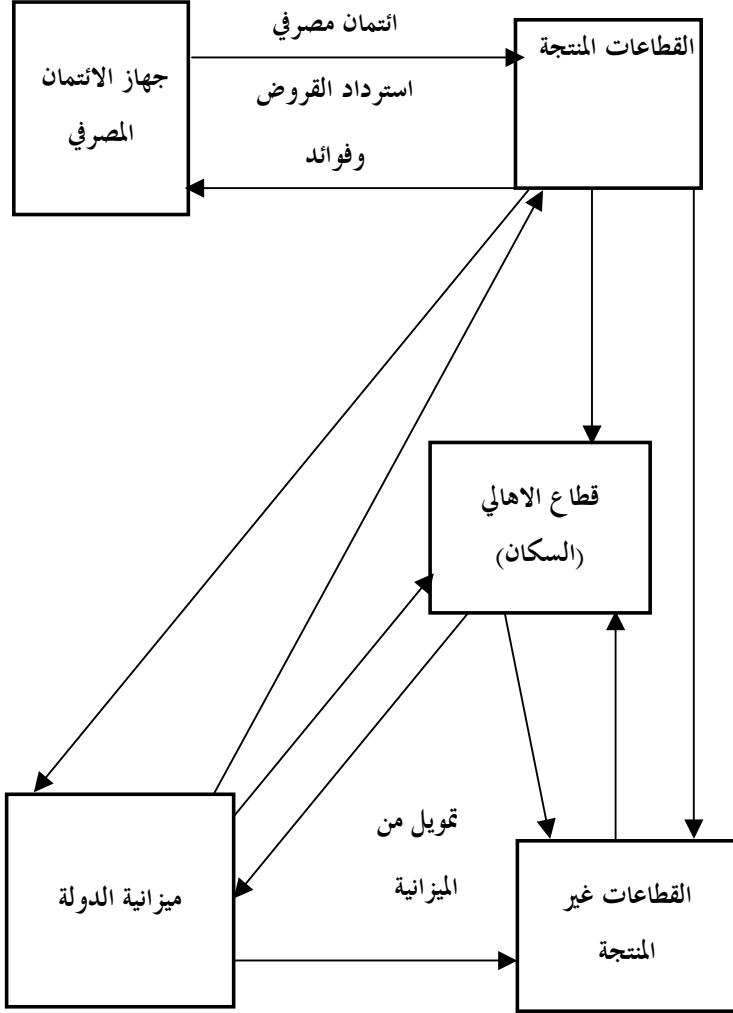 القطاعات المنتجة
ائتمان مصرفي
استرداد القروض
وفوائد
جهاز الائتمان
المصرفي
قطاع الاهالي
(السكان)
تمويل من
الميزانية
القطاعات غير
المنتجة
ميزانية الدولة